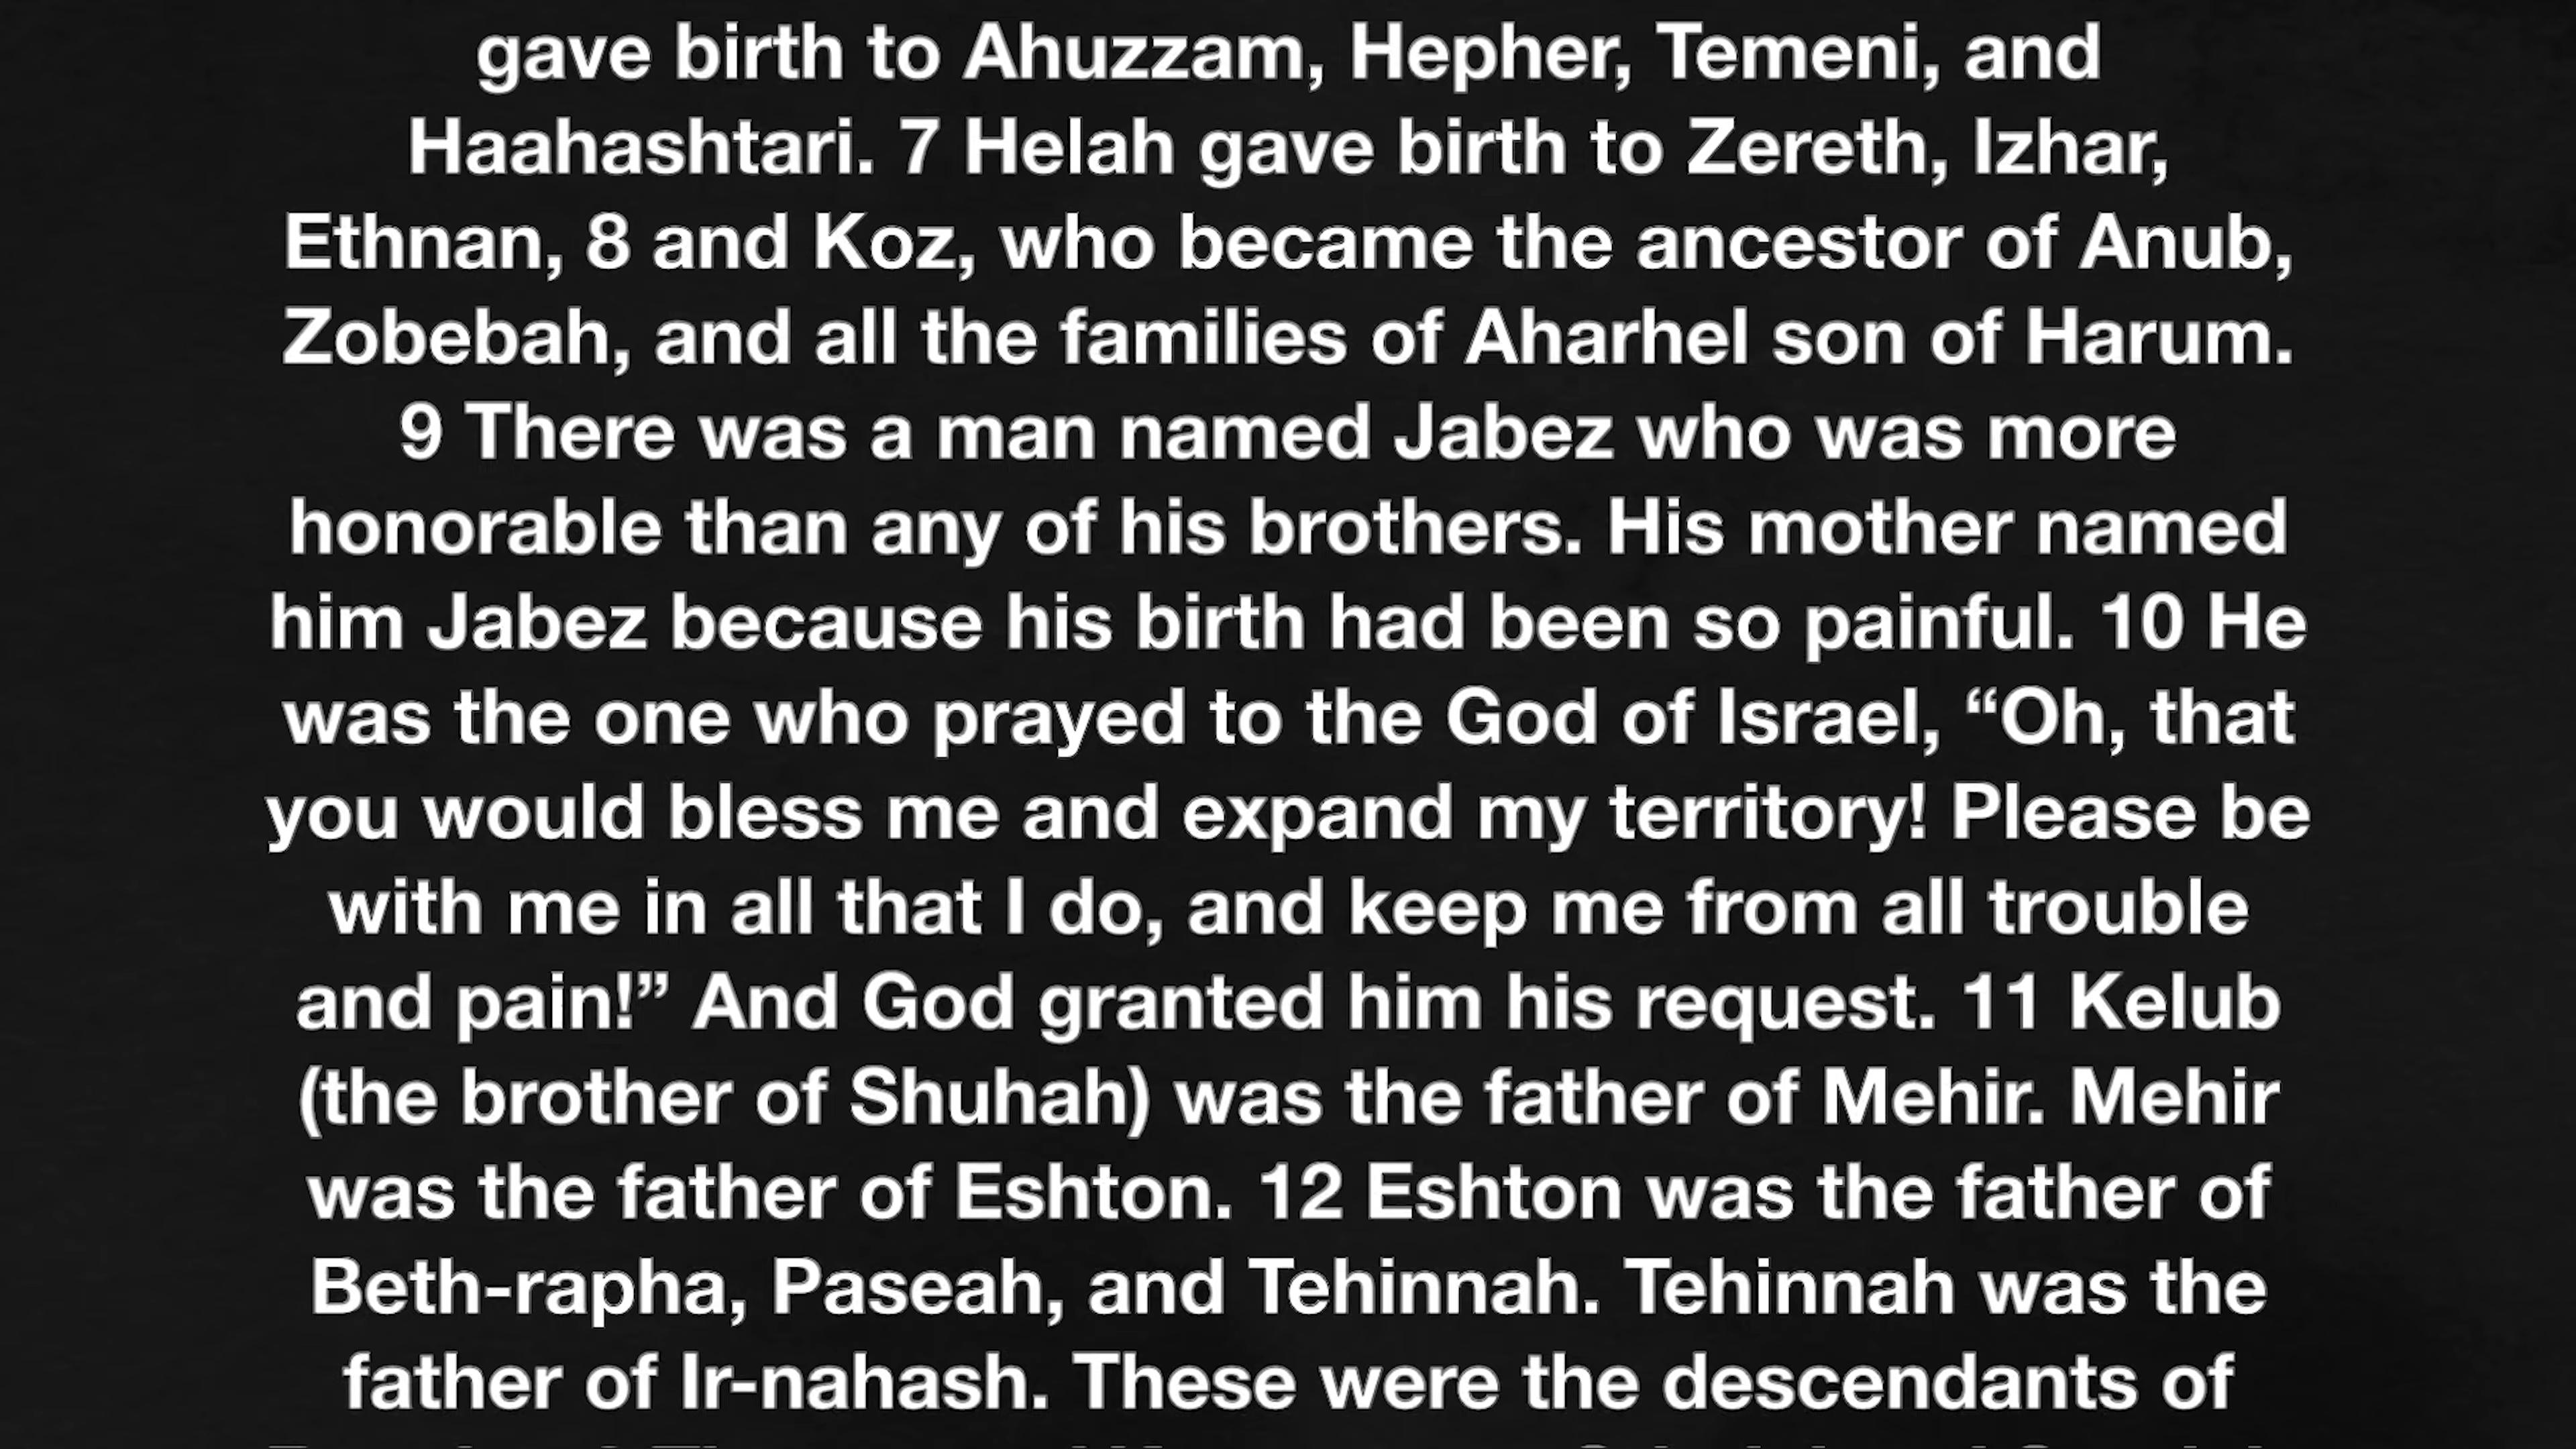 gave birth to Ahuzzam, Hepher, Temeni, and
Haahashtari. 7 Helah gave birth to Zereth, Izhar,
Ethnan, 8 and Koz, who became the ancestor of Anub,
Zobebah, and all the families of Aharhel son of Harum.
9 There was a man named Jabez who was more
honorable than any of his brothers. His mother named
him Jabez because his birth had been so painful. 10 He
was the one who prayed to the God of Israel, “Oh, that
you would bless me and expand my territory! Please be
with me in all that I do, and keep me from all trouble
and pain!” And God granted him his request. 11 Kelub
(the brother of Shuhah) was the father of Mehir. Mehir
was the father of Eshton. 12 Eshton was the father of
Beth-rapha, Paseah, and Tehinnah. Tehinnah was the
father of Ir-nahash. These were the descendants of